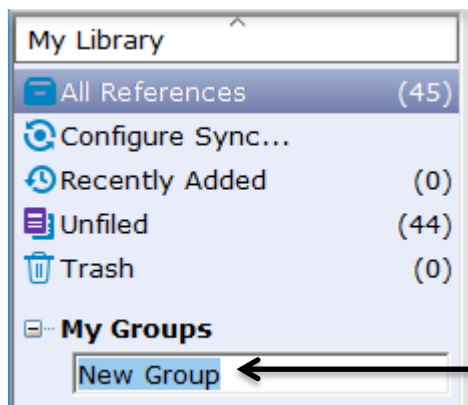 My Library
All References (45)
Configure Sync...
Recently Added (0)
Unfiled (44)
Trash (0)
My Groups
New Group